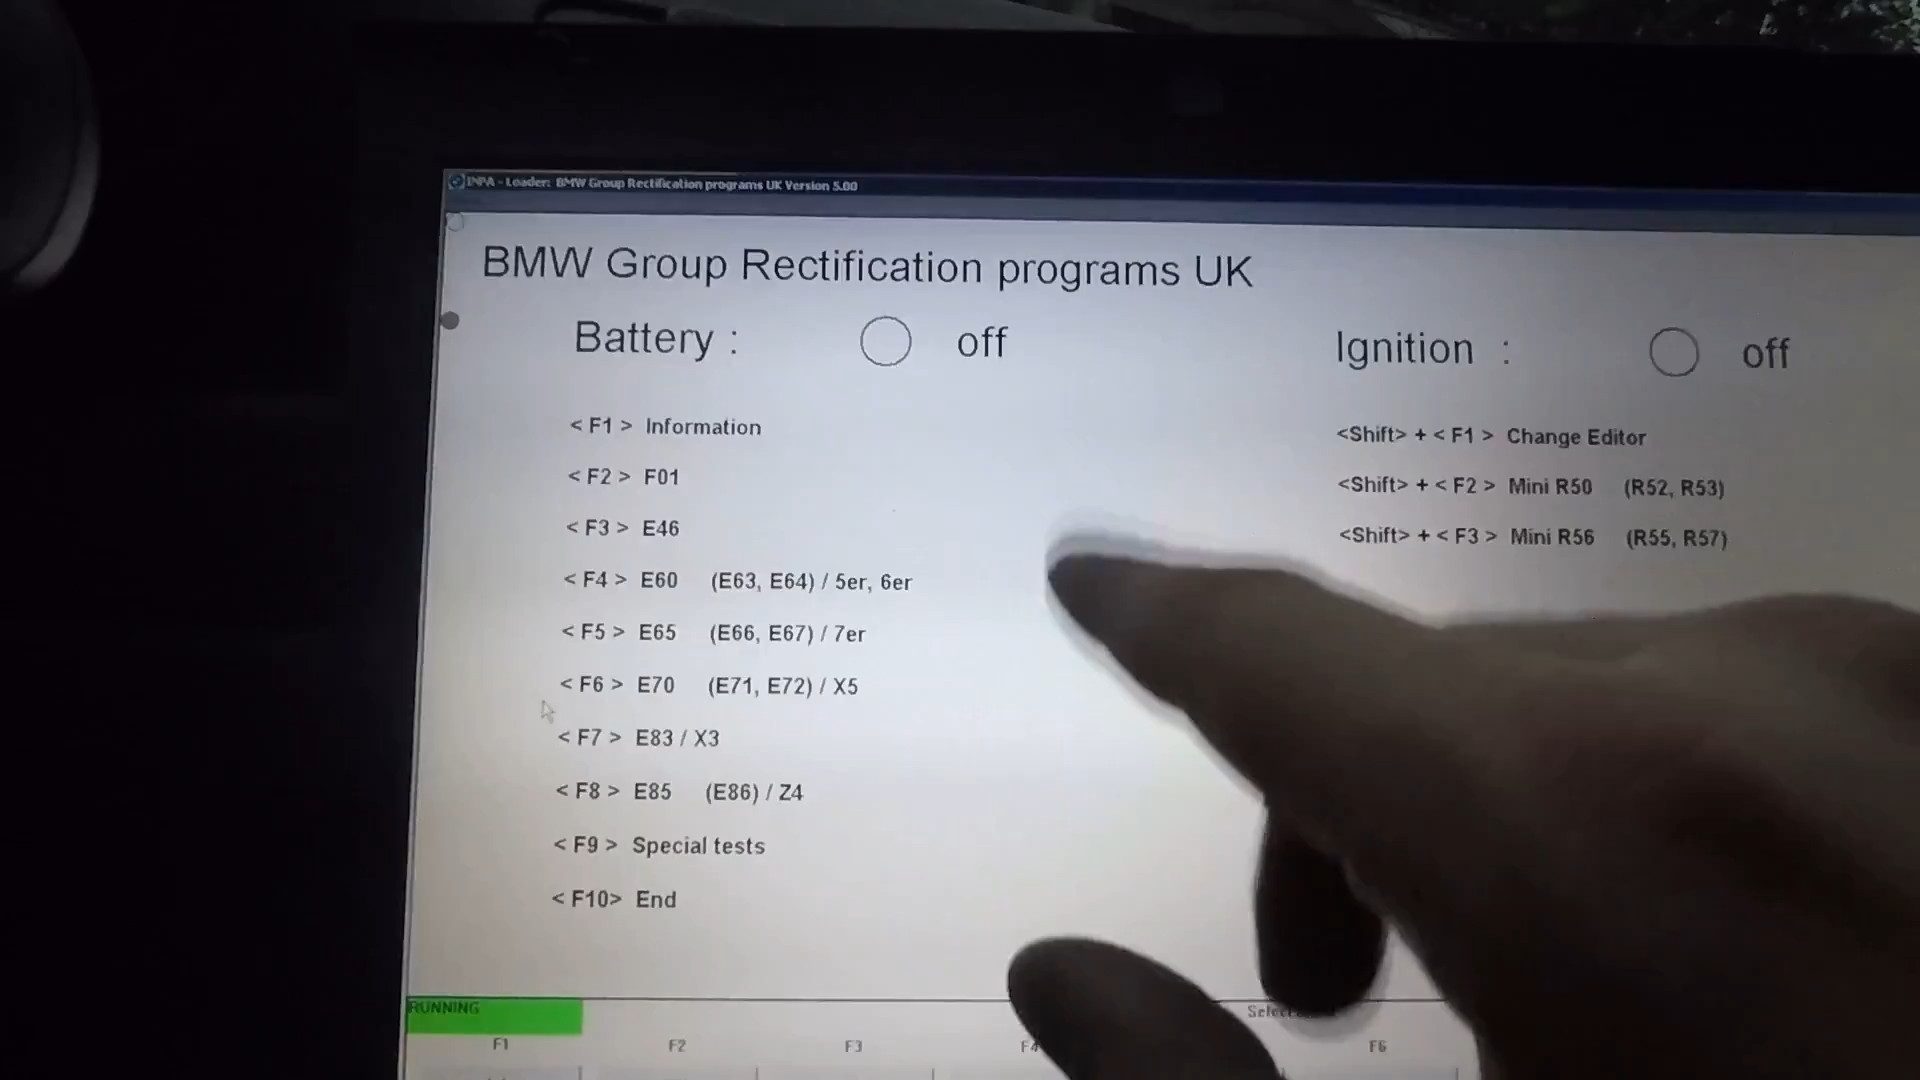 INPA - Loader: BMW Group Rectification programs UK Version 5.00
BMW Group Rectification programs UK
Battery : off
Ignition : off
< F1 > Information
< F2 > F01
< F3 > E46
< F4 > E60 (E63, E64) / 5er, 6er
< F5 > E65 (E66, E67) / 7er
< F6 > E70 (E71, E72) / X5
< F7 > E83 / X3
< F8 > E85 (E86) / Z4
< F9 > Special tests
< F10> End
<Shift> + < F1 > Change Editor
<Shift> + < F2 > Mini R50 (R52, R53)
<Shift> + < F3 > Mini R56 (R55, R57)
RUNNING
F1 F2 F3 F4 F6